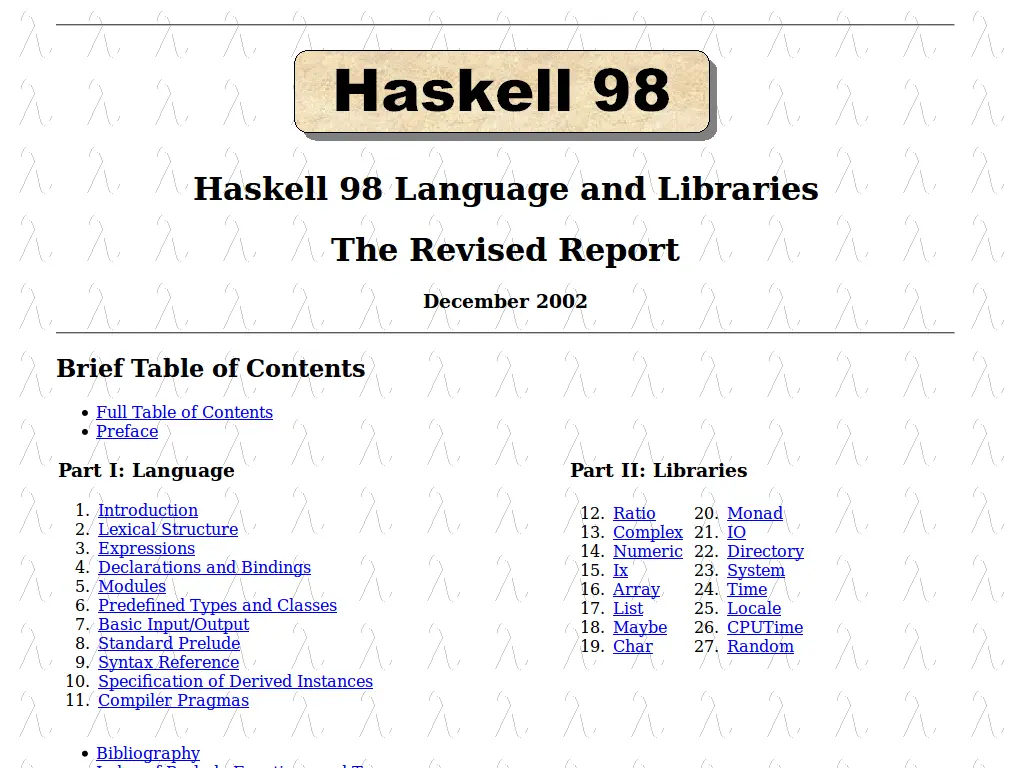 Haskell 98
Haskell 98 Language and Libraries
The Revised Report
December 2002
Brief Table of Contents
• Full Table of Contents
• Preface
Part I: Language
1. Introduction
2. Lexical Structure
3. Expressions
4. Declarations and Bindings
5. Modules
6. Predefined Types and Classes
7. Basic Input/Output
8. Standard Prelude
9. Syntax Reference
10. Specification of Derived Instances
11. Compiler Pragmas
Part II: Libraries
12. Ratio
13. Complex
14. Numeric
15. Ix
16. Array
17. List
18. Maybe
19. Char
20. Monad
21. IO
22. Directory
23. System
24. Time
25. Locale
26. CPUTime
27. Random
• Bibliography